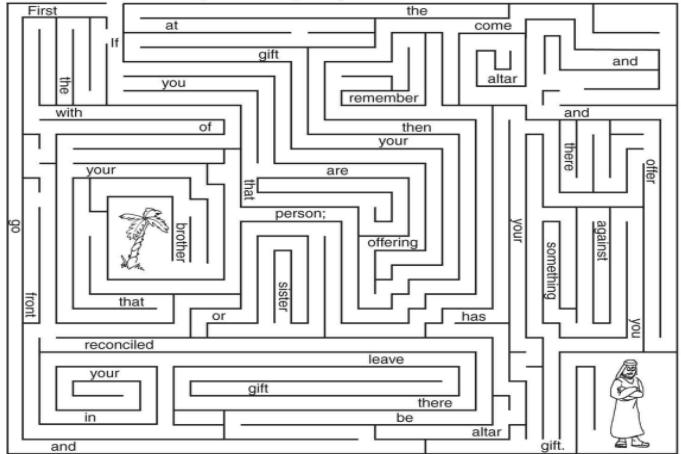 First
the
at
come
If
gift
and
the
you
altar
remember
with
and
of
then
your
there
your
are
offer
that
person;
go
brother
your
offering
something
against
sister
front
that
or
has
you
reconciled
leave
your
gift
there
in
be
altar
and
gift.